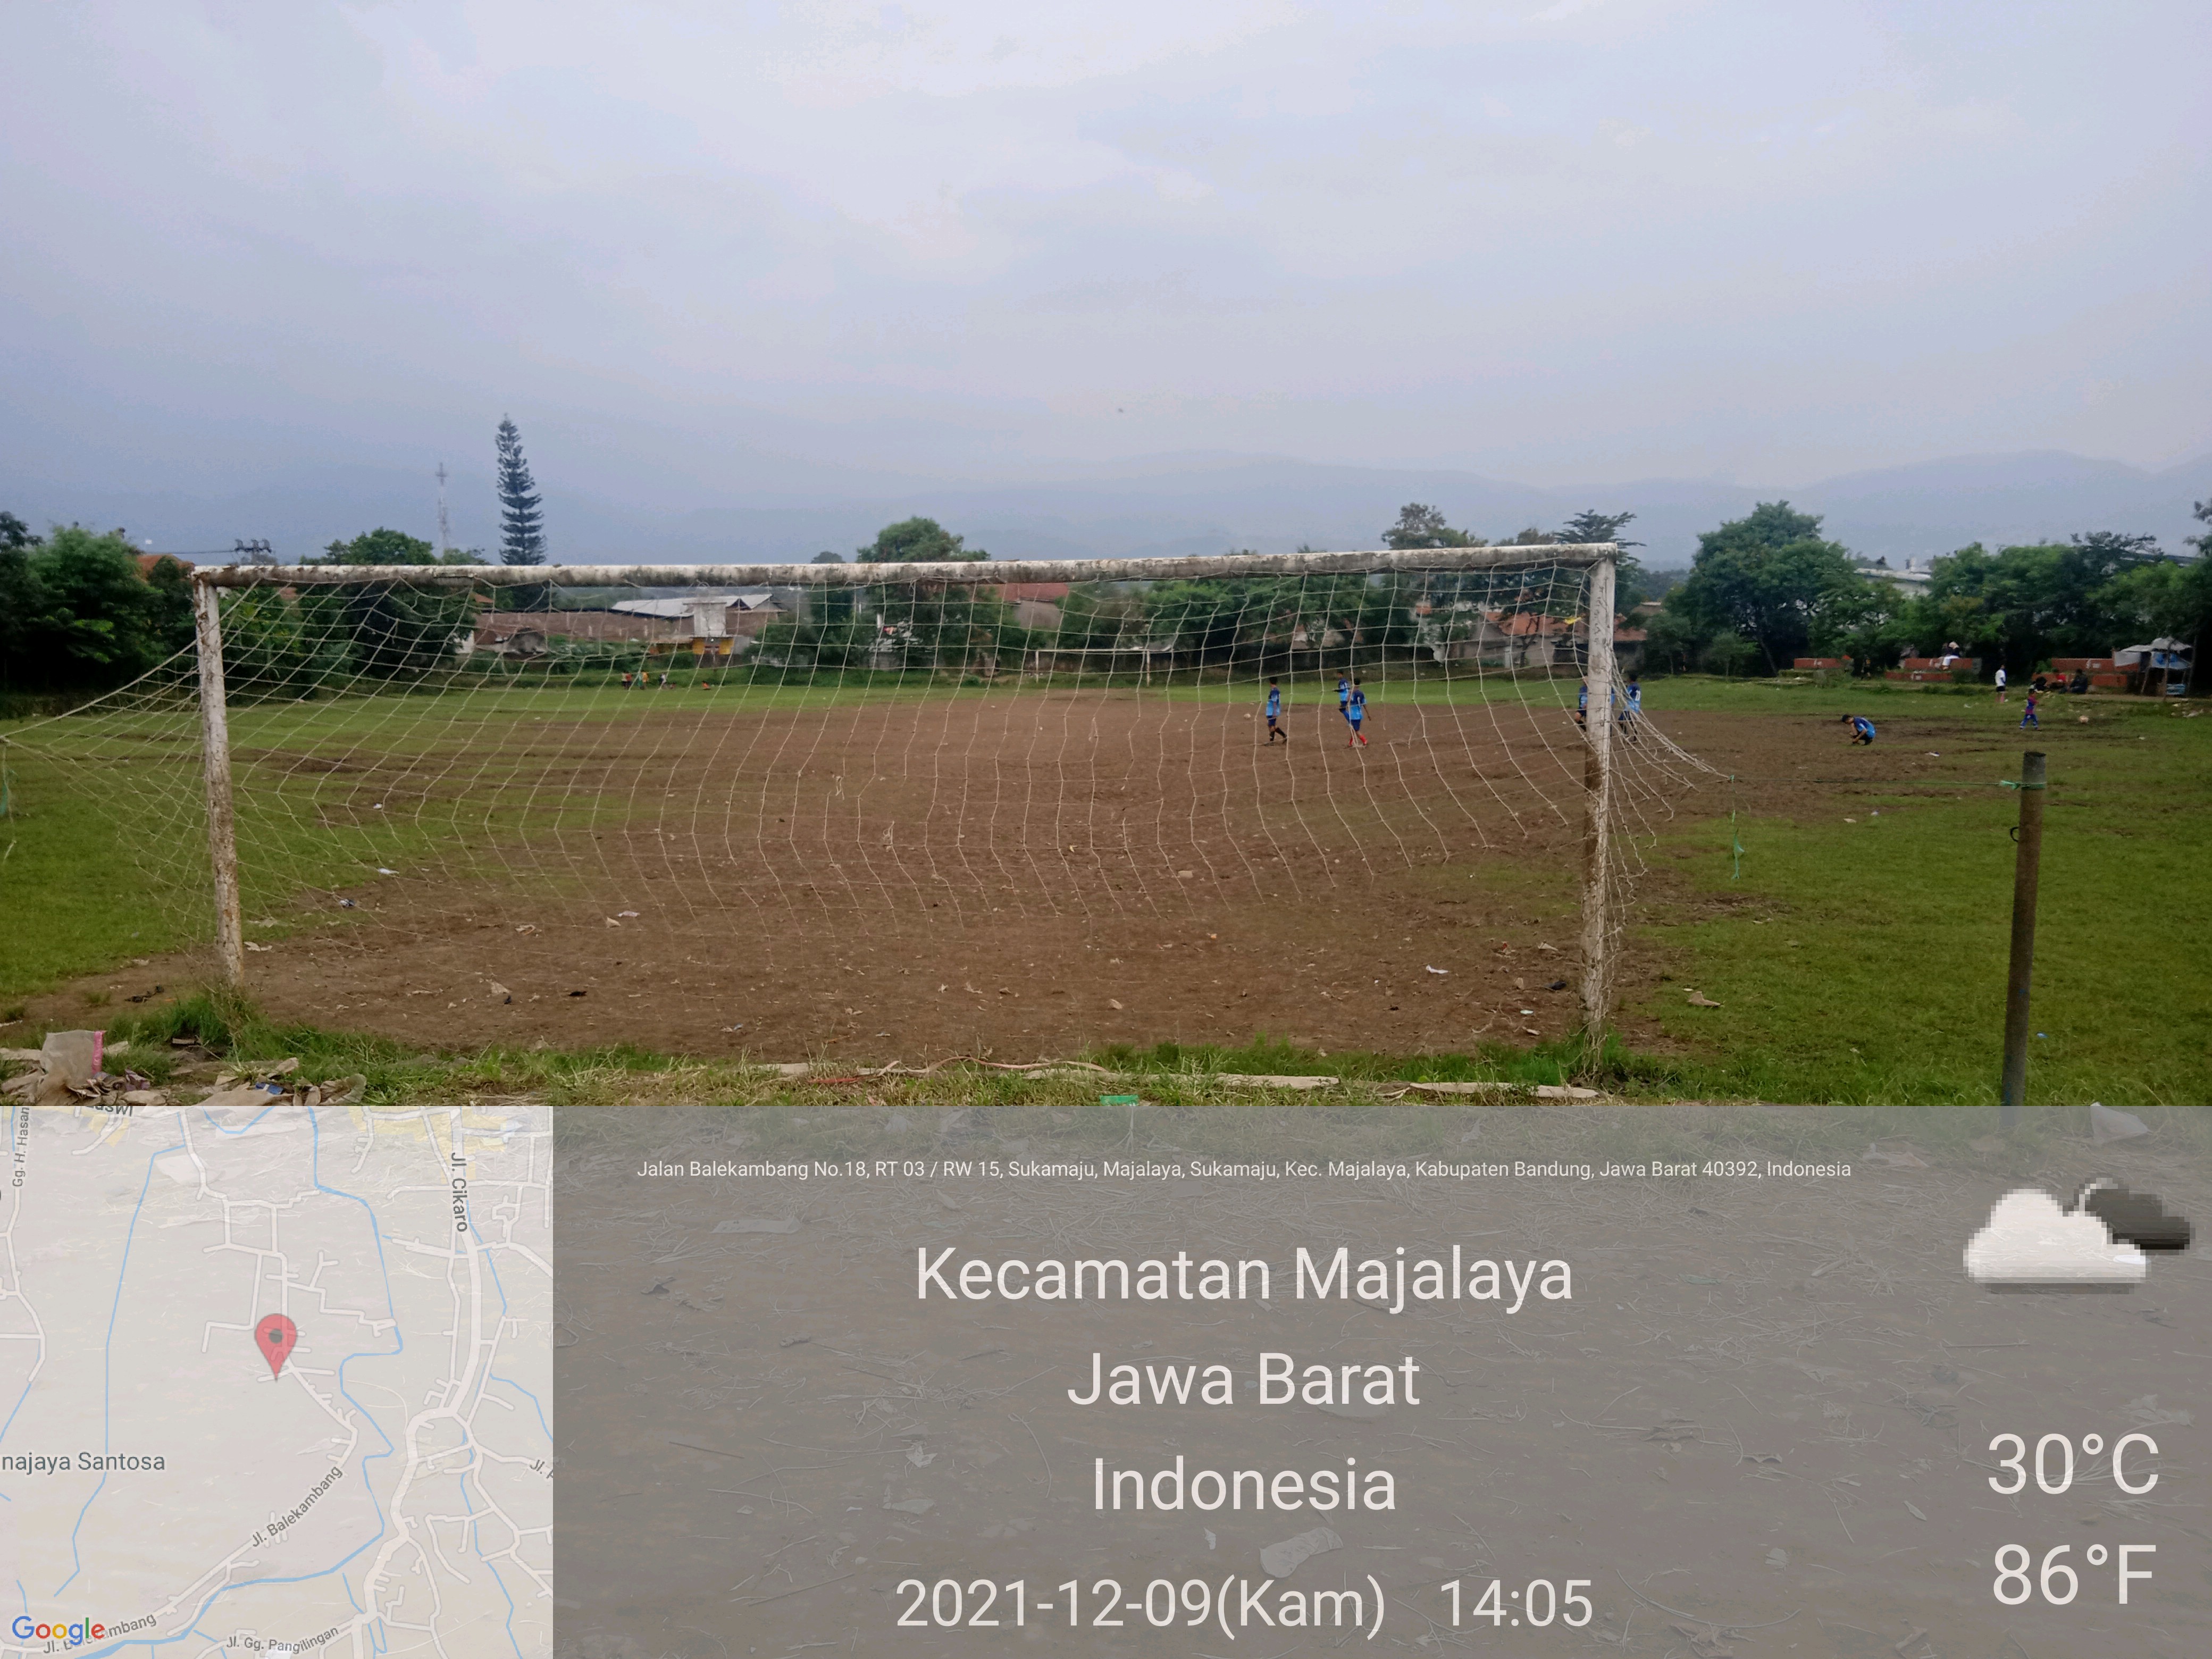 Jalan Balekambang No.18, RT 03 / RW 15, Sukamaju, Majalaya, Sukamaju, Kec. Majalaya, Kabupaten Bandung, Jawa Barat 40392, Indonesia
Kecamatan Majalaya
Jawa Barat
Indonesia
2021-12-09(Kam) 14:05
30°C
86°F
Gg. H. Hasan
Jl. Cikaro
najaya Santosa
Jl. Balekambang
Google
Jl. Gg. Pangilingan